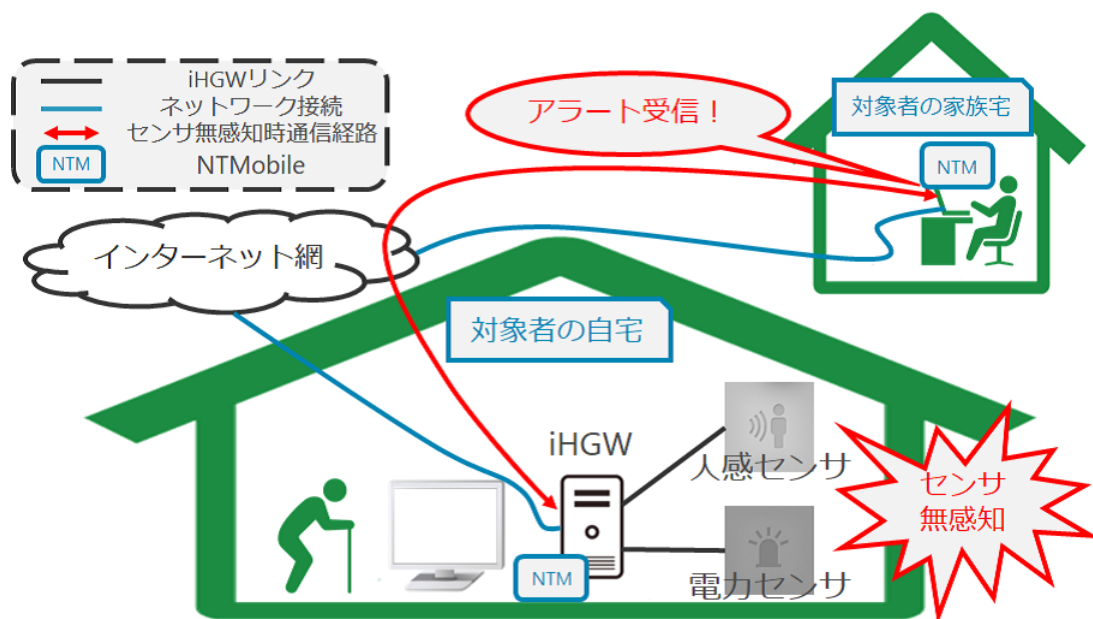 iHGWリンク
ネットワーク接続
センサ無感知時通信経路
NTM
NTMobile
アラート受信！
対象者の家族宅
NTM
インターネット網
対象者の自宅
iHGW
人感センサ
センサ
無感知
NTM
電力センサ